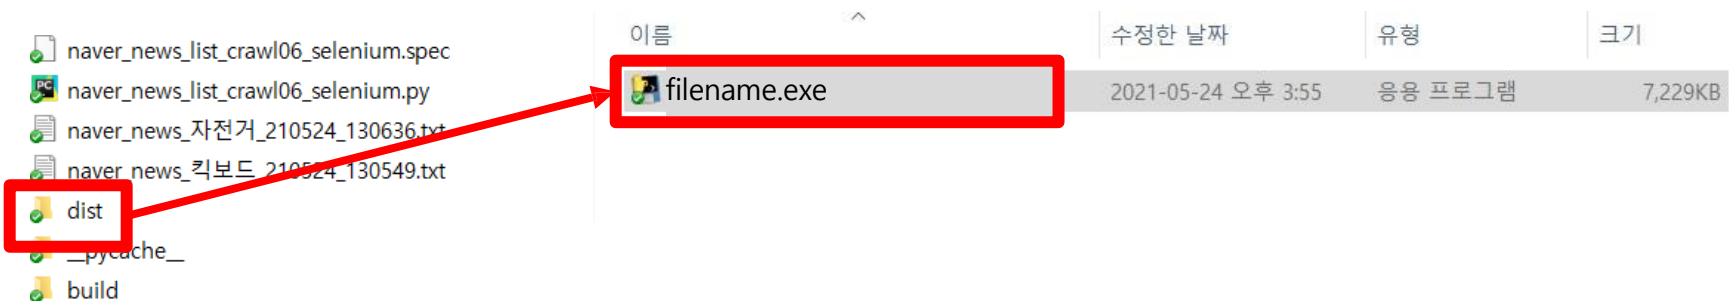 naver_news_list_crawl06_selenium.spec
naver_news_list_crawl06_selenium.py
naver_news_자전거_210524_130636.txt
naver_news_킥보드_210524_130549.txt
dist
__pycache__
build
이름 수정한 날짜 유형 크기
filename.exe 2021-05-24 오후 3:55 응용 프로그램 7,229KB